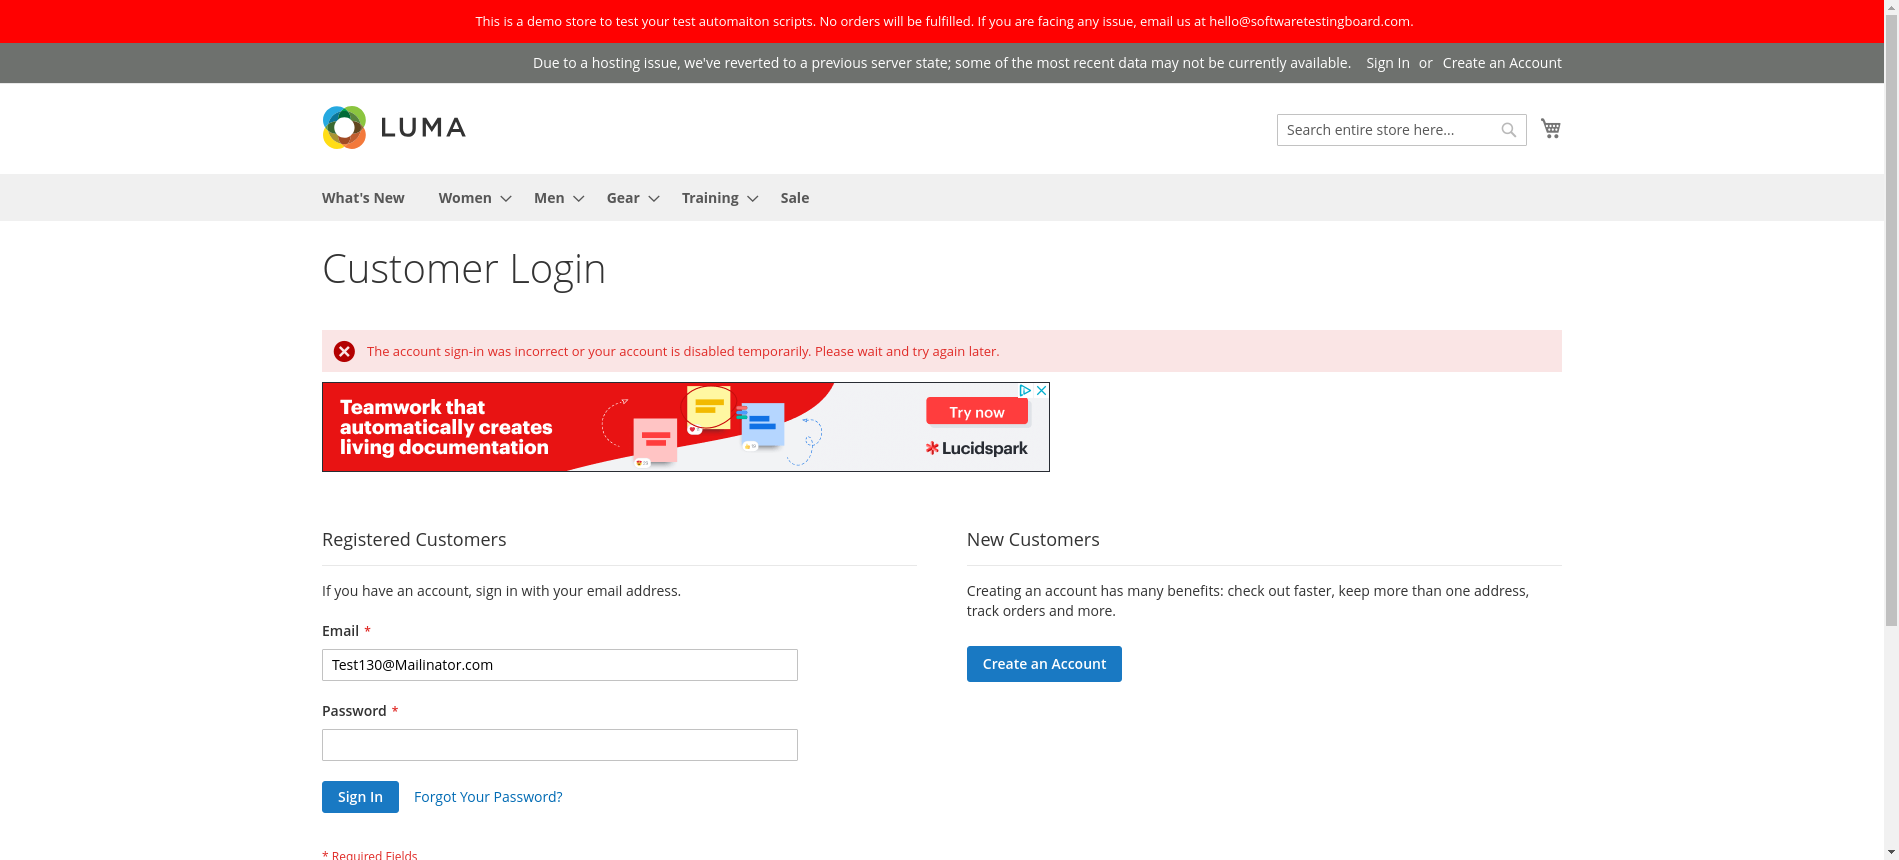 This is a demo store to test your test automaiton scripts. No orders will be fulfilled. If you are facing any issue, email us at hello@softwaretestingboard.com.
Due to a hosting issue, we've reverted to a previous server state; some of the most recent data may not be currently available. Sign In or Create an Account
LUMA
Search entire store here...
What's New Women Men Gear Training Sale
Customer Login
The account sign-in was incorrect or your account is disabled temporarily. Please wait and try again later.
Teamwork that
automatically creates
living documentation
Try now
Lucidspark
Registered Customers
If you have an account, sign in with your email address.
Email *
Test130@Mailinator.com
Password *
Sign In Forgot Your Password?
* Required Fields
New Customers
Creating an account has many benefits: check out faster, keep more than one address,
track orders and more.
Create an Account